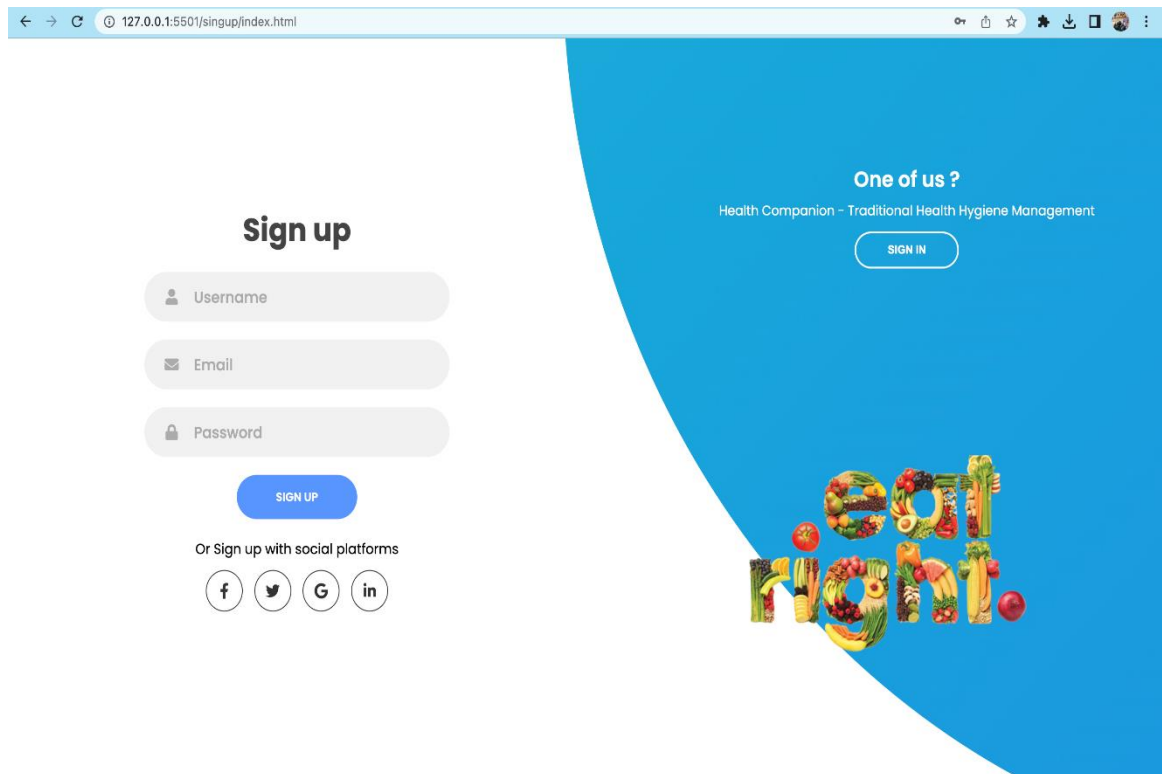 127.0.0.1:5501/singup/index.html
Sign up
Username
Email
Password
SIGN UP
Or Sign up with social platforms
f
G
in
One of us ?
Health Companion - Traditional Health Hygiene Management
SIGN IN
.eat
right.